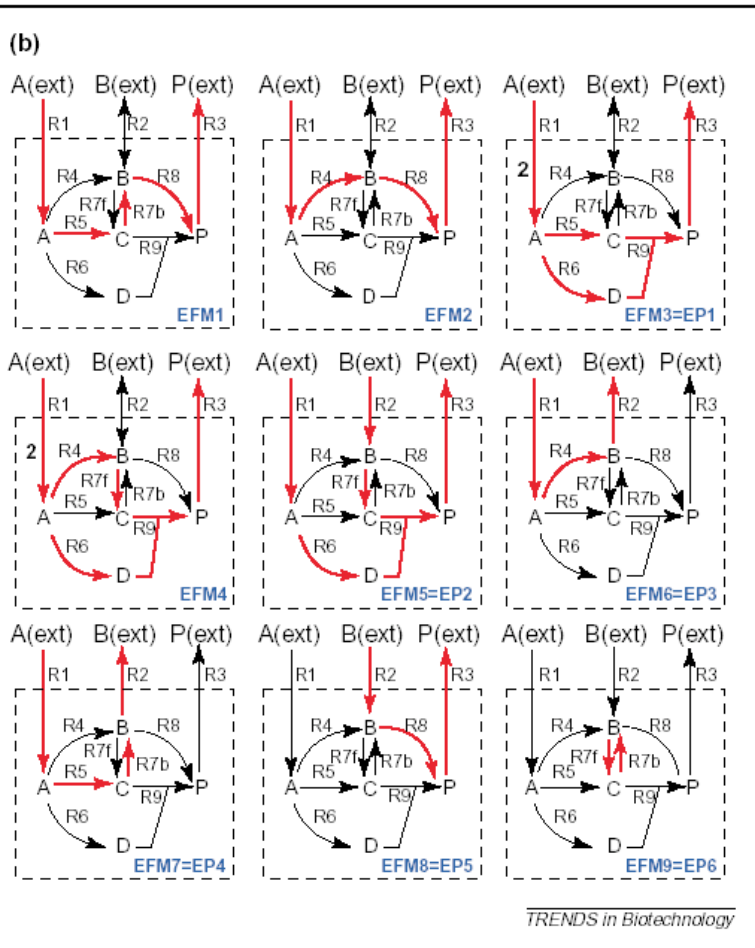 (b)
A(ext) B(ext) P(ext)
R1 R2 R3
R4 B R8
R7f R7b
A R5 C R9 P
R6 D
EFM1
A(ext) B(ext) P(ext)
R1 R2 R3
R4 B R8
R7f R7b
A R5 C R9 P
R6 D
EFM2
A(ext) B(ext) P(ext)
R1 R2 R3
2 R4 B R8
R7f R7b
A R5 C R9 P
R6 D
EFM3=EP1
A(ext) B(ext) P(ext)
R1 R2 R3
2 R4 B R8
R7f R7b
A R5 C R9 P
R6 D
EFM4
A(ext) B(ext) P(ext)
R1 R2 R3
R4 B R8
R7f R7b
A R5 C R9 P
R6 D
EFM5=EP2
A(ext) B(ext) P(ext)
R1 R2 R3
R4 B R8
R7f R7b
A R5 C R9 P
R6 D
EFM6=EP3
A(ext) B(ext) P(ext)
R1 R2 R3
R4 B R8
R7f R7b
A R5 C R9 P
R6 D
EFM7=EP4
A(ext) B(ext) P(ext)
R1 R2 R3
R4 B R8
R7f R7b
A R5 C R9 P
R6 D
EFM8=EP5
A(ext) B(ext) P(ext)
R1 R2 R3
R4 B R8
R7f R7b
A R5 C R9 P
R6 D
EFM9=EP6
TRENDS in Biotechnology